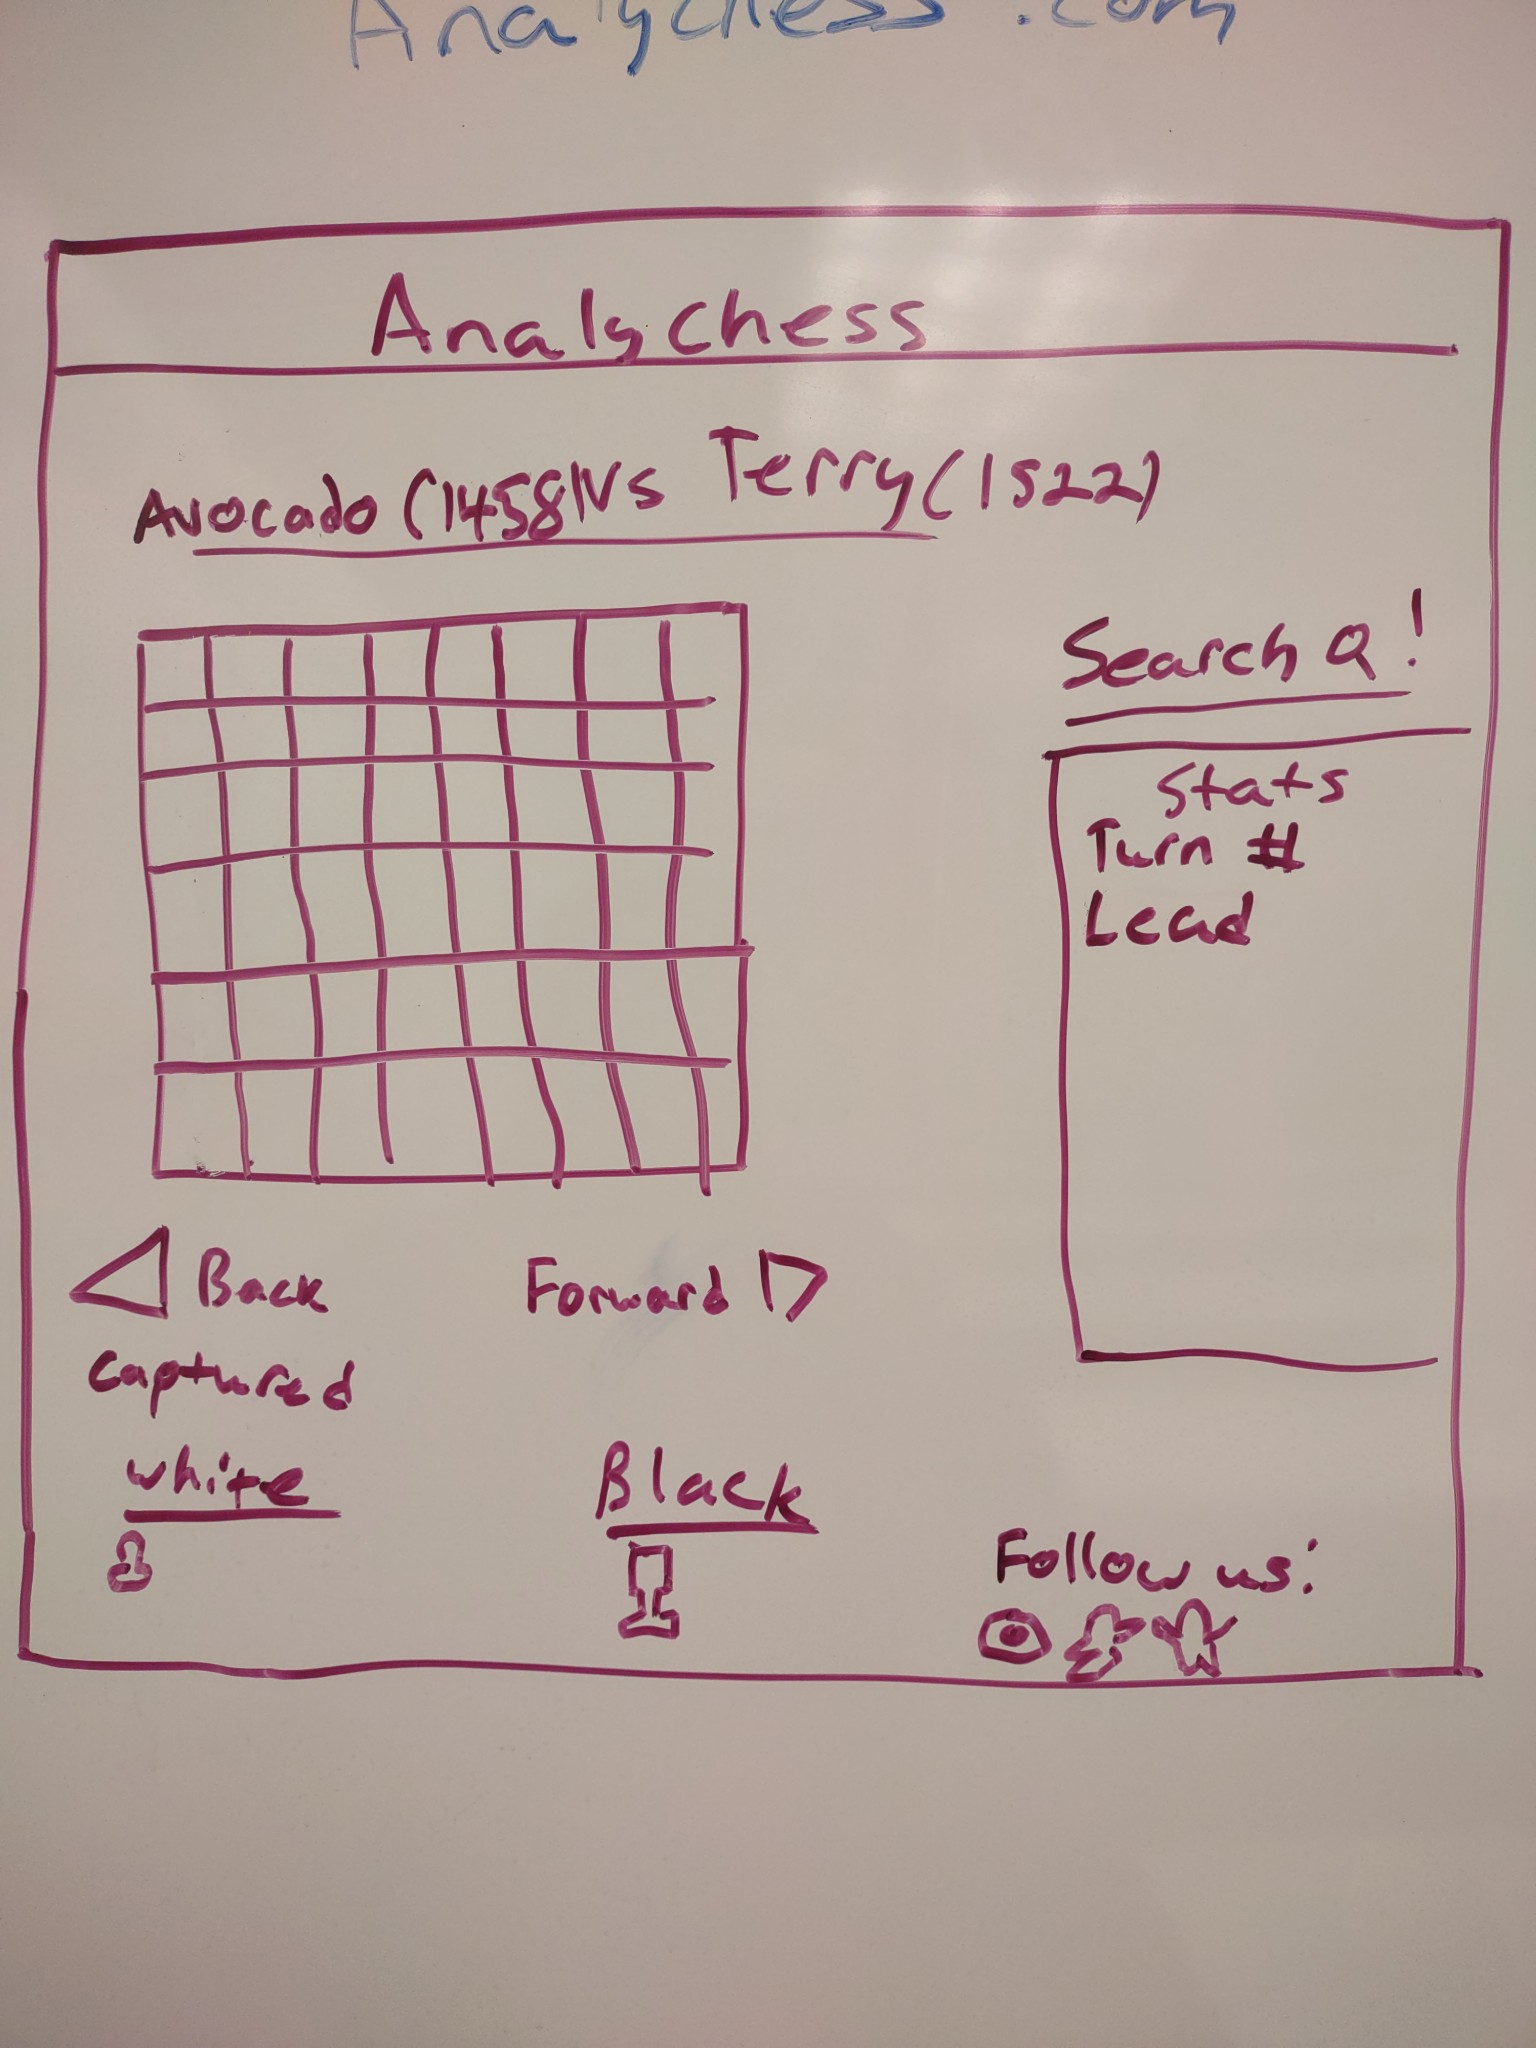 Analychess.com
Analychess
Avocado (1458) Vs Terry (1522)
Search Q!
Stats
Turn #
Lead
Back
Forward
Captured
white
Black
Follow us: